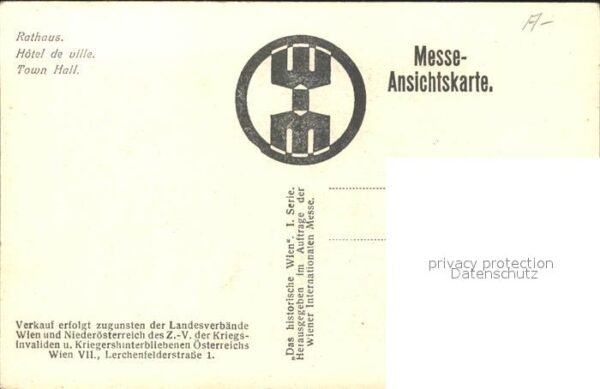 Rathaus.
Hôtel de ville.
Town Hall.
Messe-
Ansichtskarte.
„Das historische Wien“. I. Serie.
Herausgegeben im Auftrage der
Wiener Internationalen Messe.
privacy protection
Datenschutz
Verkauf erfolgt zugunsten der Landesverbände
Wien und Niederösterreich des Z.-V. der Kriegs-
invaliden u. Kriegershinterbliebenen Österreichs
Wien VII., Lerchenfelderstraße 1.